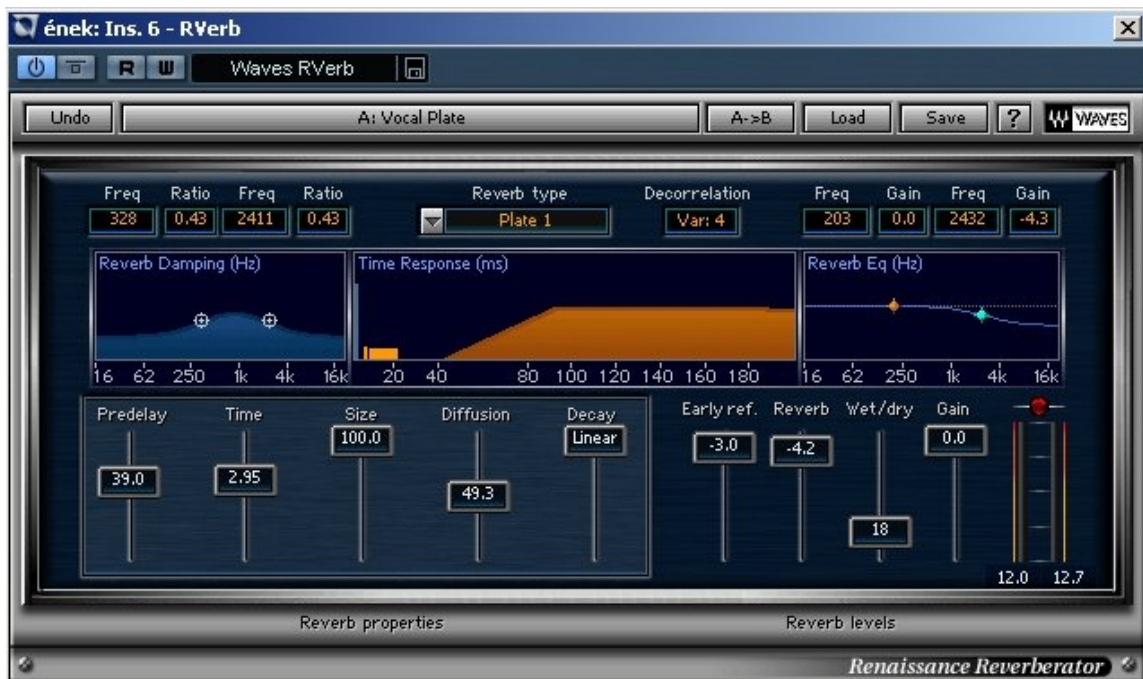 ének: Ins. 6 - RVerb
R W Waves RVerb
Undo A: Vocal Plate A->B Load Save ? WAVES
Freq Ratio Freq Ratio Reverb type Decorrelation Freq Gain Freq Gain
328 0.43 2411 0.43 Plate 1 Var: 4 203 0.0 2432 -4.3
Reverb Damping (Hz) Time Response (ms) Reverb Eq (Hz)
16 62 250 1k 4k 16k 20 40 80 100 120 140 160 180 16 62 250 1k 4k 16k
Predelay Time Size Diffusion Decay Early ref. Reverb Wet/dry Gain
39.0 2.95 100.0 49.3 Linear -3.0 -4.2 18 0.0
12.0 12.7
Reverb properties Reverb levels
Renaissance Reverberator